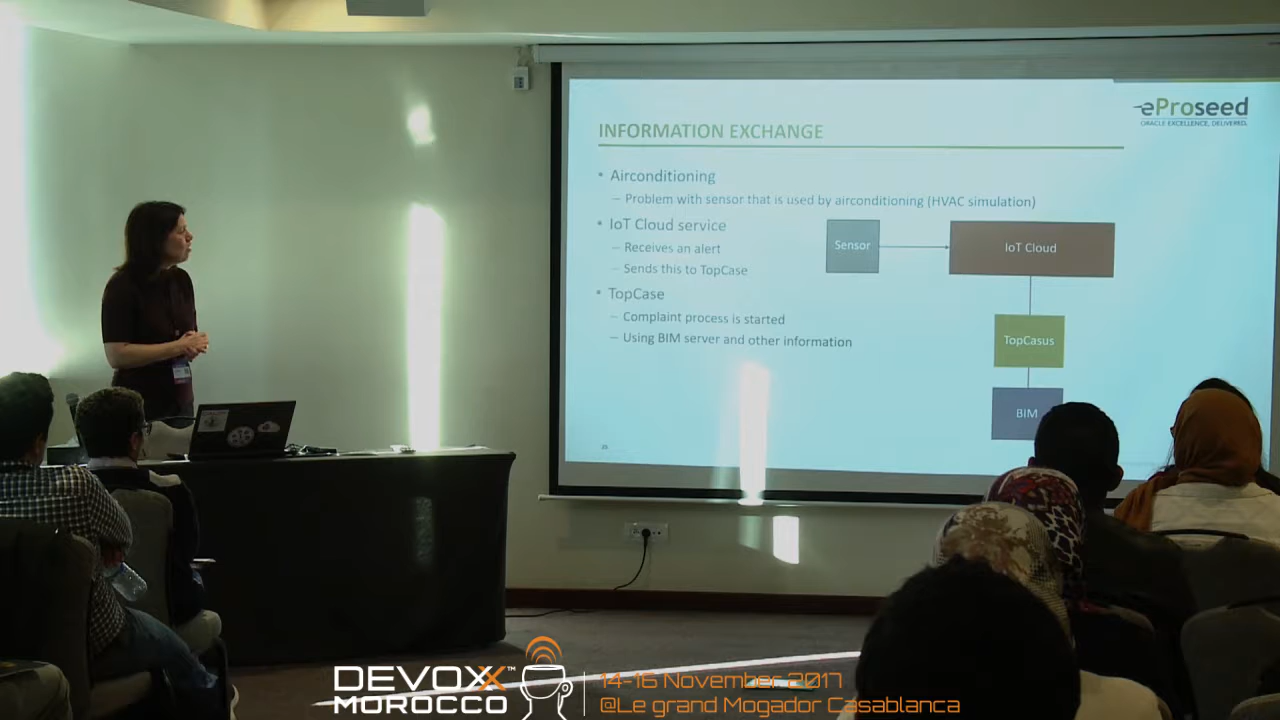 eProseed
ORACLE EXCELLENCE, DELIVERED.
INFORMATION EXCHANGE
• Airconditioning
– Problem with sensor that is used by airconditioning (HVAC simulation)
• IoT Cloud service
– Receives an alert
– Sends this to TopCase
• TopCase
– Complaint process is started
– Using BIM server and other information
Sensor
IoT Cloud
TopCasus
BIM
DEVOXX™
MOROCCO
14-16 November 2017
@Le grand Mogador Casablanca